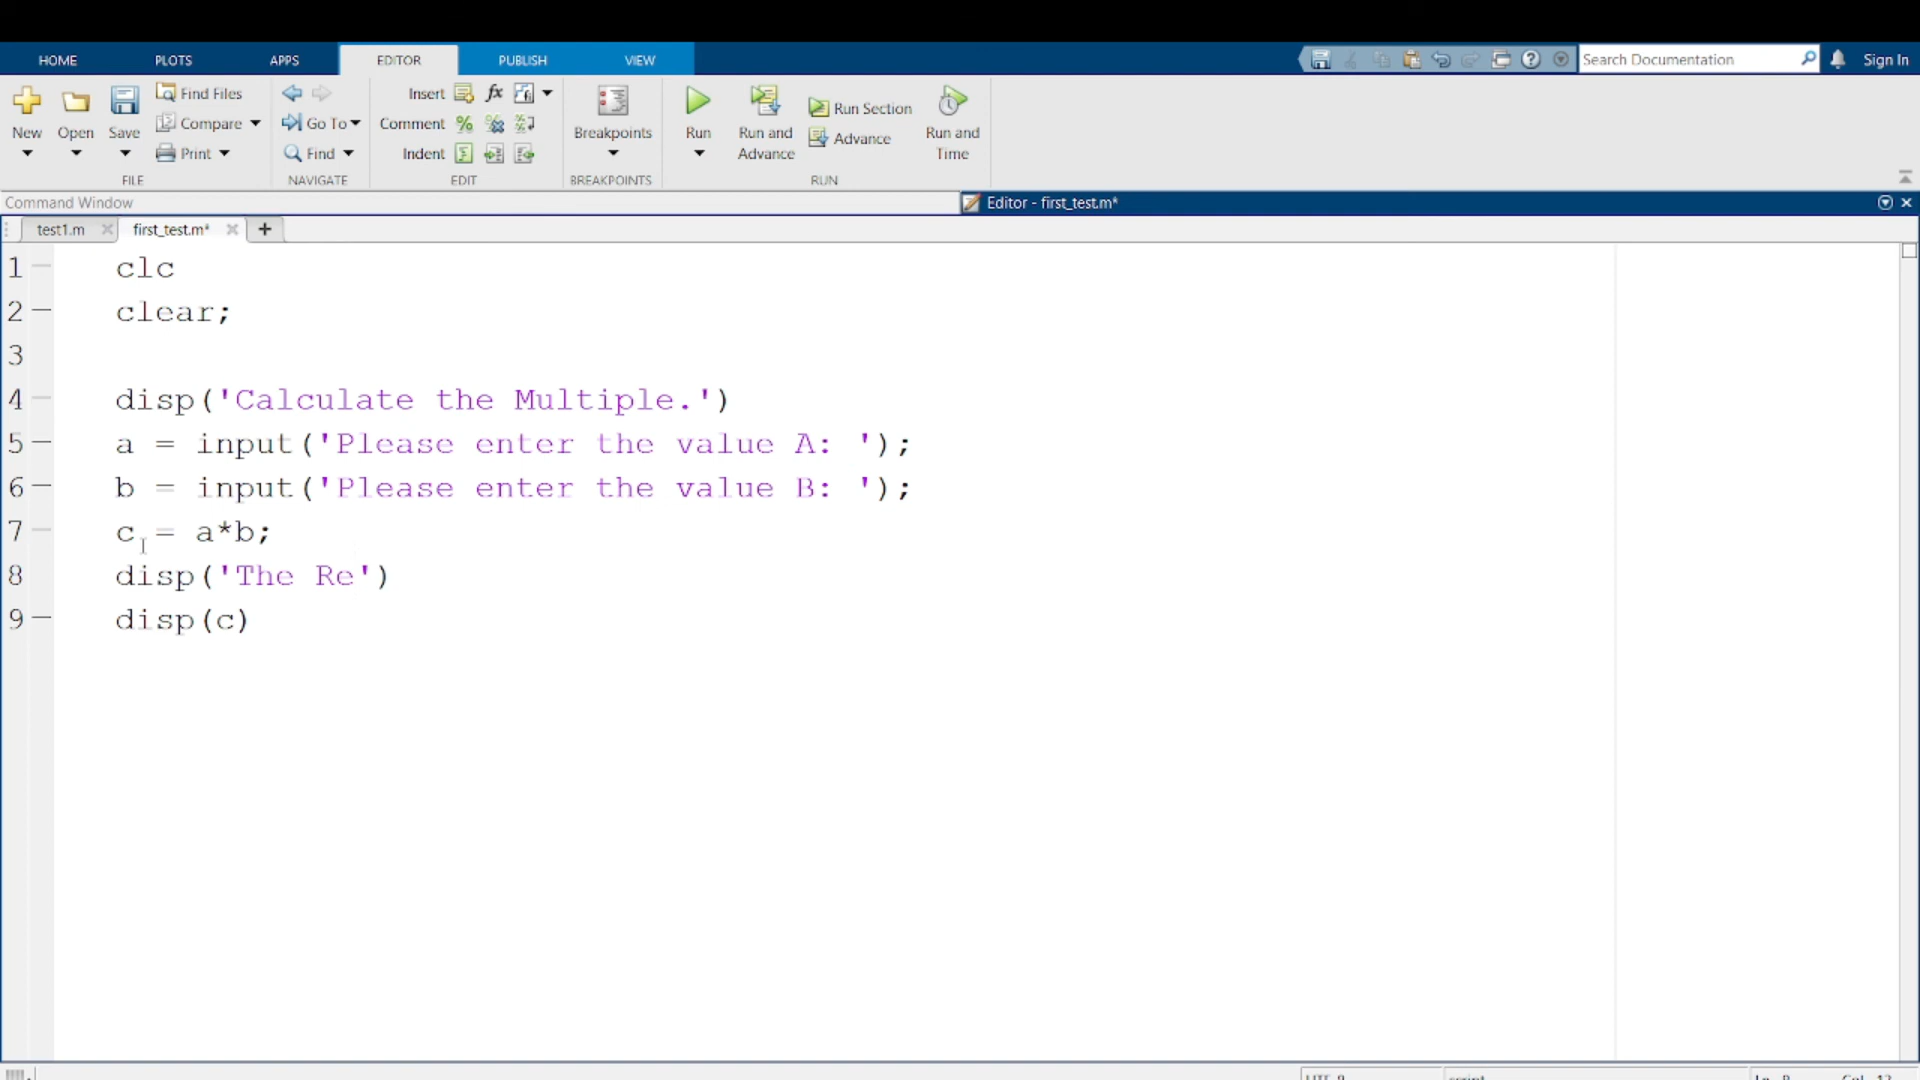 HOME PLOTS APPS EDITOR PUBLISH VIEW Search Documentation Sign In
Find Files Insert fx
New Open Save Compare Go To Comment Breakpoints Run Run and Advance Run Section Advance Run and Time
Print Find Indent
FILE NAVIGATE EDIT BREAKPOINTS RUN
Command Window Editor - first_test.m*
test1.m first_test.m* +
1 clc
2 clear;
3
4 disp('Calculate the Multiple.')
5 a = input('Please enter the value A: ');
6 b = input('Please enter the value B: ');
7 c = a*b;
8 disp('The Re')
9 disp(c)